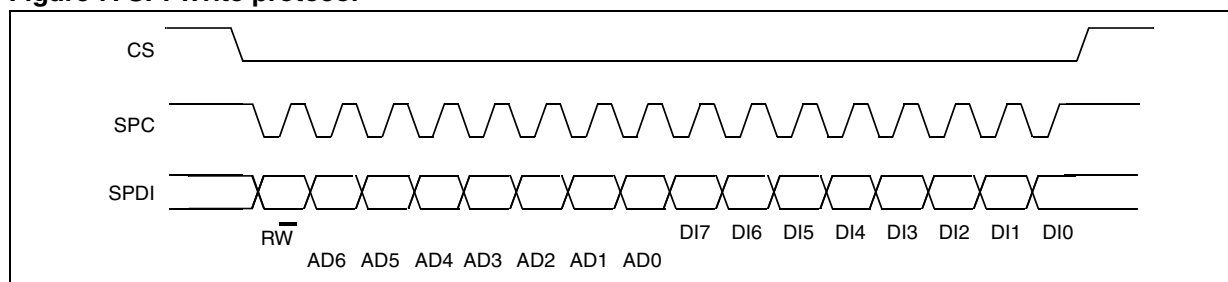 CS
SPC
SPDI
RW̅ DI7 DI6 DI5 DI4 DI3 DI2 DI1 DI0
AD6 AD5 AD4 AD3 AD2 AD1 AD0